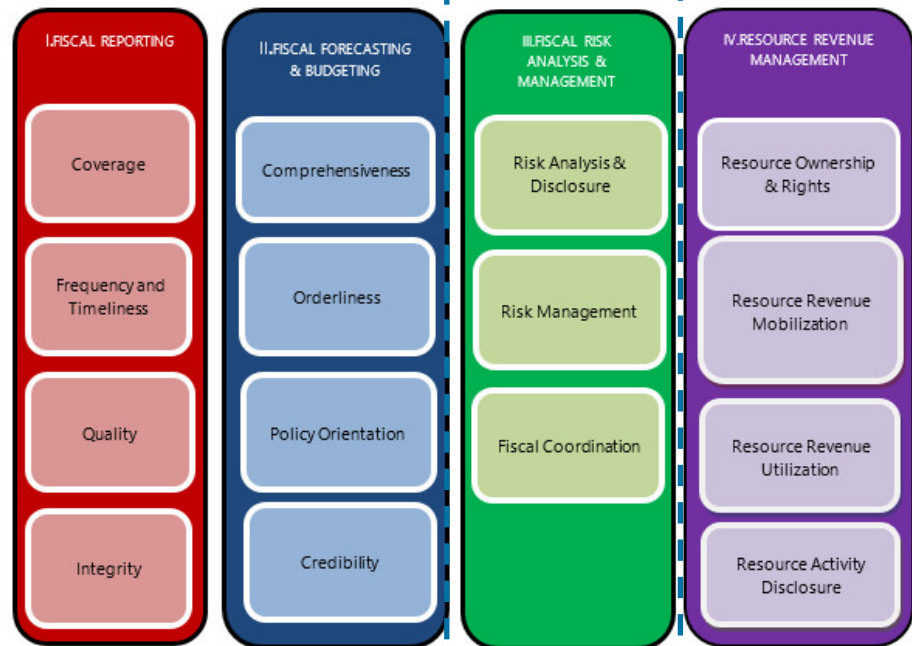 I.FISCAL REPORTING
Coverage
Frequency and
Timeliness
Quality
Integrity
II.FISCAL FORECASTING
& BUDGETING
Comprehensiveness
Orderliness
Policy Orientation
Credibility
III.FISCAL RISK
ANALYSIS &
MANAGEMENT
Risk Analysis &
Disclosure
Risk Management
Fiscal Coordination
IV.RESOURCE REVENUE
MANAGEMENT
Resource Ownership
& Rights
Resource Revenue
Mobilization
Resource Revenue
Utilization
Resource Activity
Disclosure